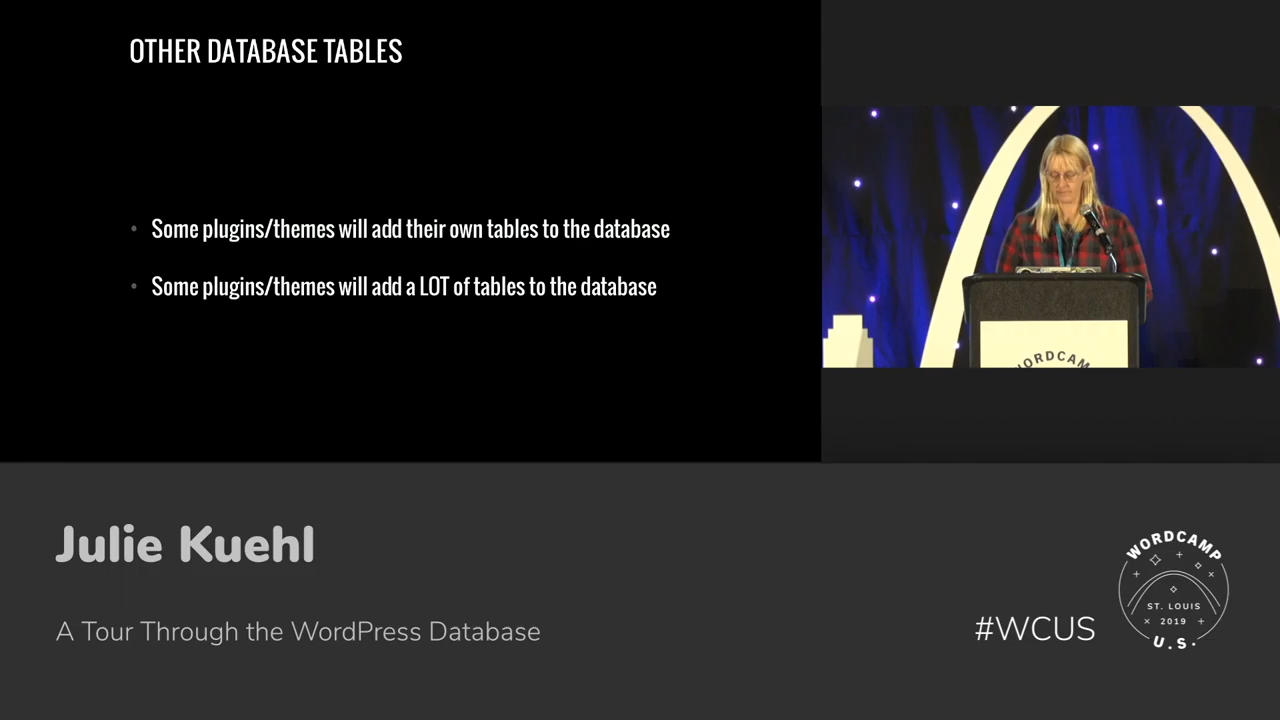 OTHER DATABASE TABLES
Some plugins/themes will add their own tables to the database
Some plugins/themes will add a LOT of tables to the database
WORDCAMP
Julie Kuehl
A Tour Through the WordPress Database
#WCUS
WORDCAMP
ST. LOUIS
2019
U.S.